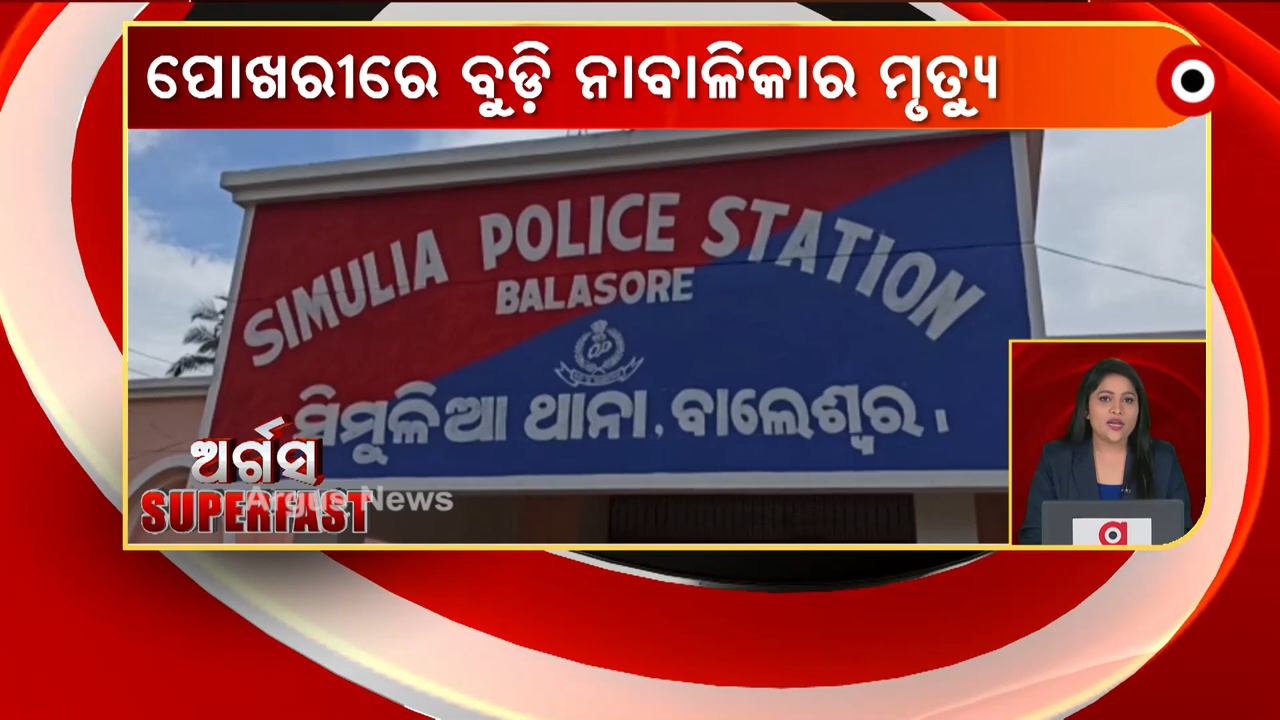 ପୋଖରୀରେ ବୁଡ଼ି ନାବାଳିକାର ମୃତ୍ୟୁ
SIMULIA POLICE STATION
BALASORE
ସିମୁଳିଆ ଥାନା, ବାଲେଶ୍ୱର ।
ଅର୍ଗସ
SUPERFAST
Argus News